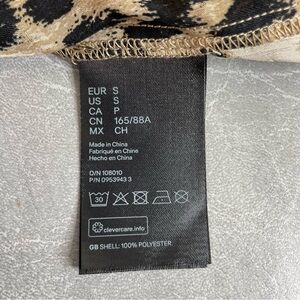 EUR S
US S
CA P
CN 165/88A
MX CH
Made in China
Fabriqué en Chine
Hecho en China
O/N 108010
P/N 0953943 3
30
clevercare.info
GB SHELL: 100% POLYESTER.